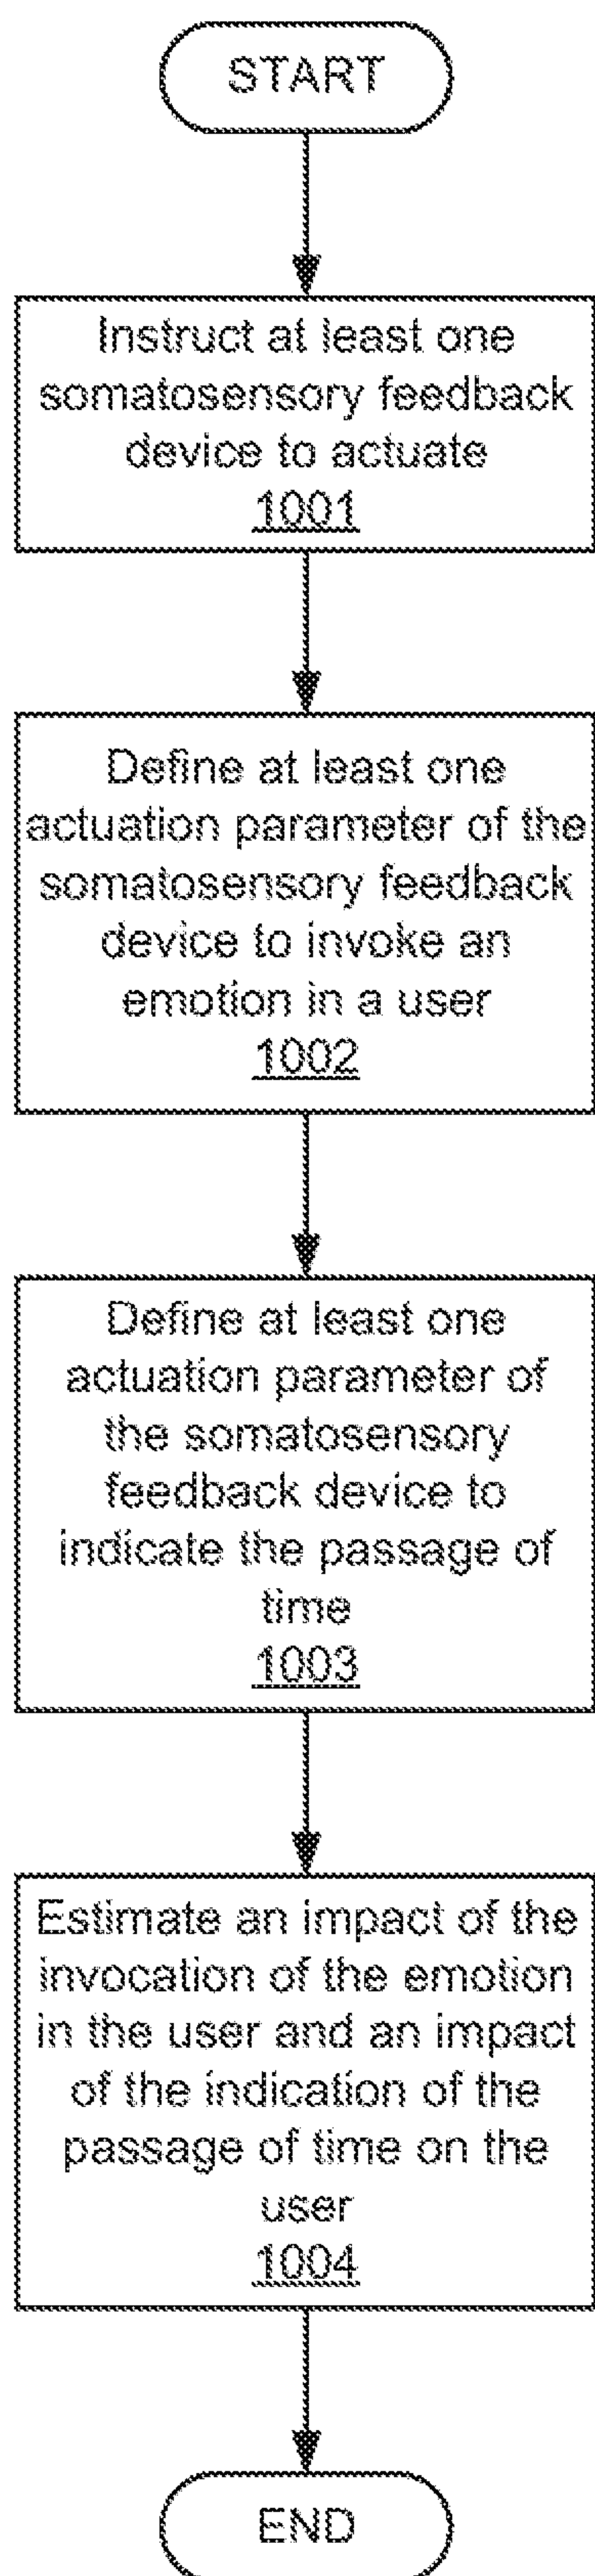 START
Instruct at least one
somatosensory feedback
device to actuate
1001
Define at least one
actuation parameter of the
somatosensory feedback
device to invoke an
emotion in a user
1002
Define at least one
actuation parameter of
the somatosensory
feedback device to
indicate the passage of
time
1003
Estimate an impact of the
invocation of the emotion
in the user and an impact
of the indication of the
passage of time on the
user
1004
END